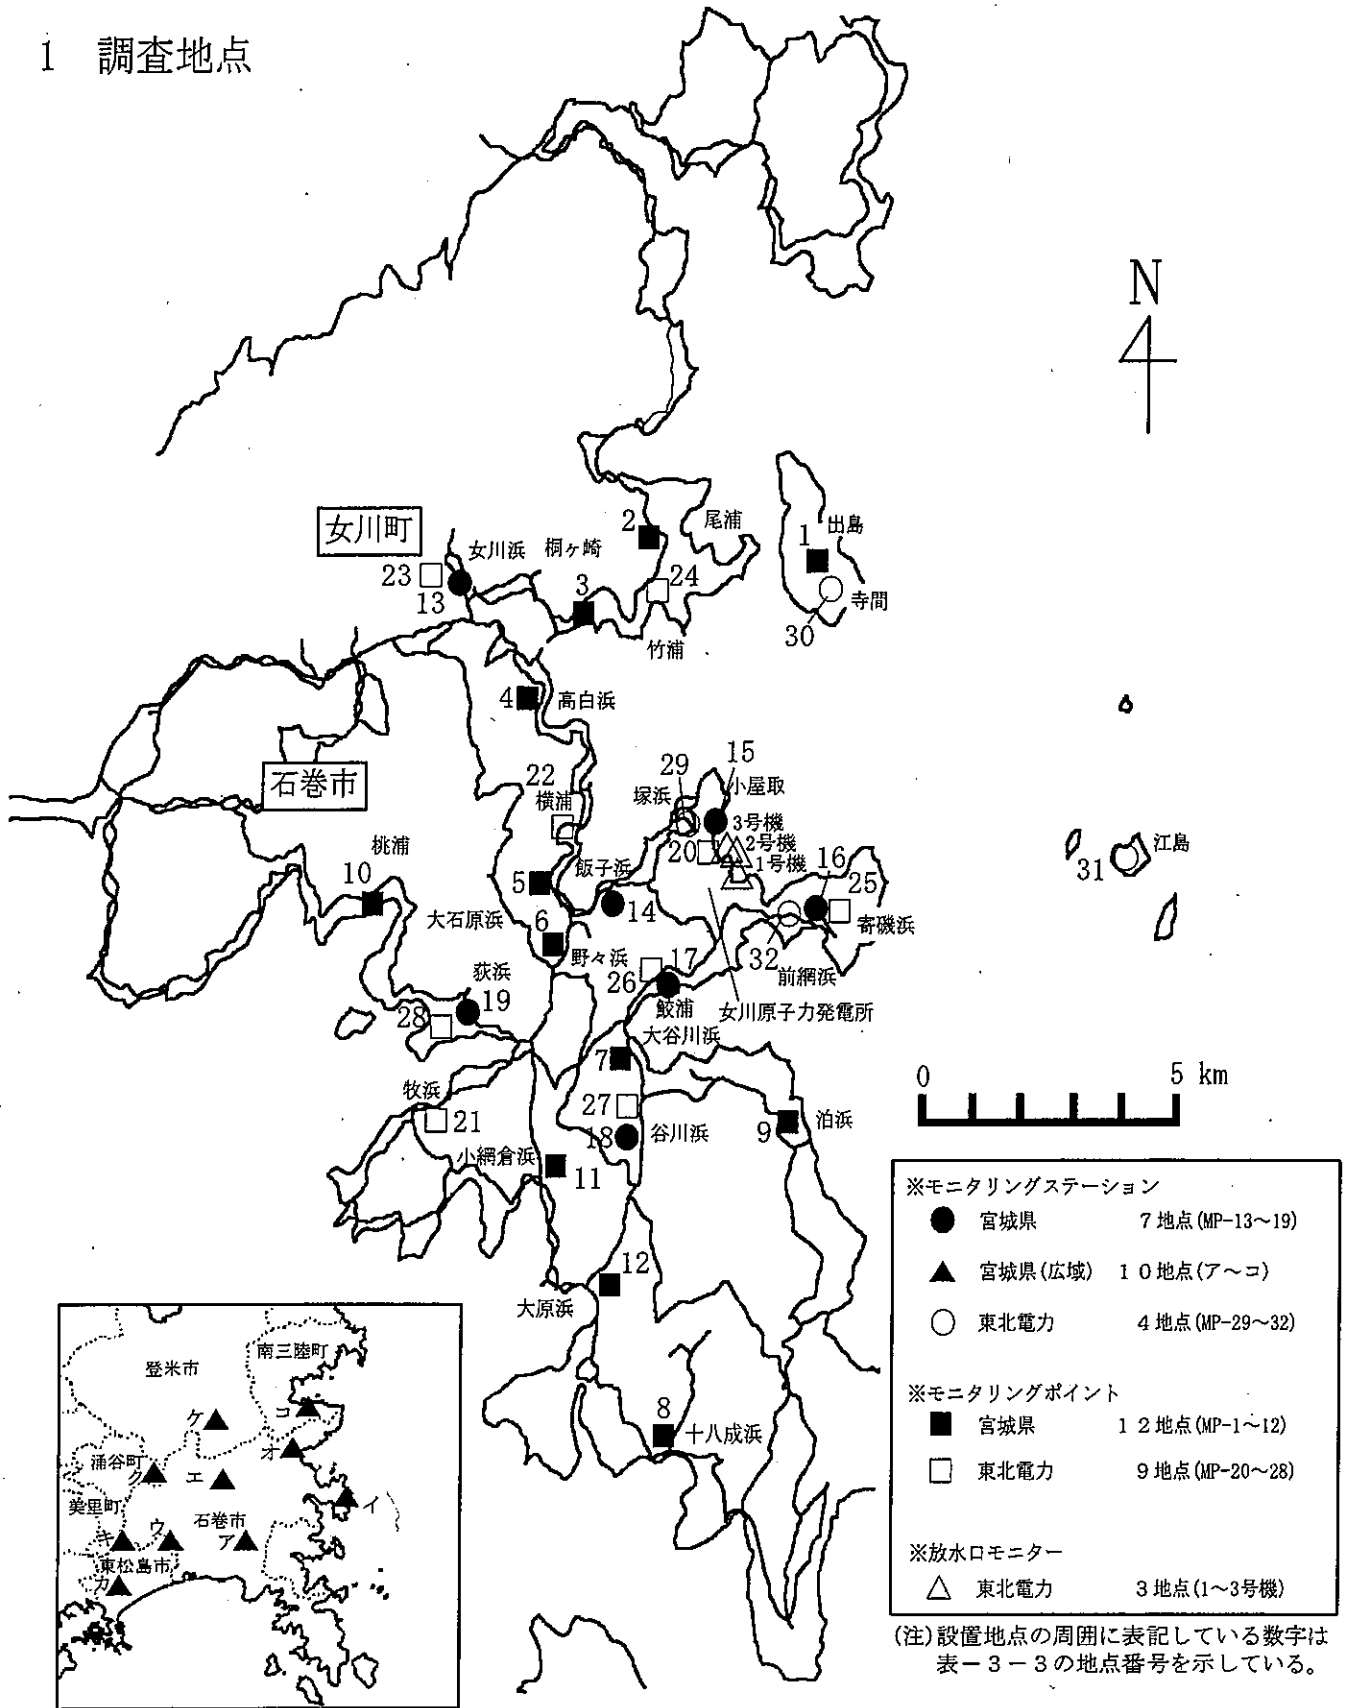 1 調査地点
N
女川町
23
13
女川浜
桐ヶ崎
3
2
尾浦
24
竹浦
1
出島
寺間
30
4
高白浜
石巻市
22
横浦
29
塚浜
15
小屋取
3号機
2号機
1号機
20
16
25
寄磯浜
31
江島
桃浦
10
5
飯子浜
14
大石原浜
6
野々浜
26
17
鮫浦
32
前網浜
女川原子力発電所
荻浜
19
28
大谷川浜
7
牧浜
21
27
18
谷川浜
9
泊浜
小網倉浜
11
12
大原浜
8
十八成浜
0
5 km
※モニタリングステーション
● 宮城県 7地点(MP-13~19)
▲ 宮城県(広域) 10地点(ア~コ)
○ 東北電力 4地点(MP-29~32)
※モニタリングポイント
■ 宮城県 12地点(MP-1~12)
□ 東北電力 9地点(MP-20~28)
※放水口モニター
△ 東北電力 3地点(1~3号機)
(注)設置地点の周囲に表記している数字は
表-3-3の地点番号を示している。
南三陸町
登米市
ケ
コ
オ
涌谷町
ク
エ
イ
美里町
石巻市
キ
ウ
ア
東松島市
カ